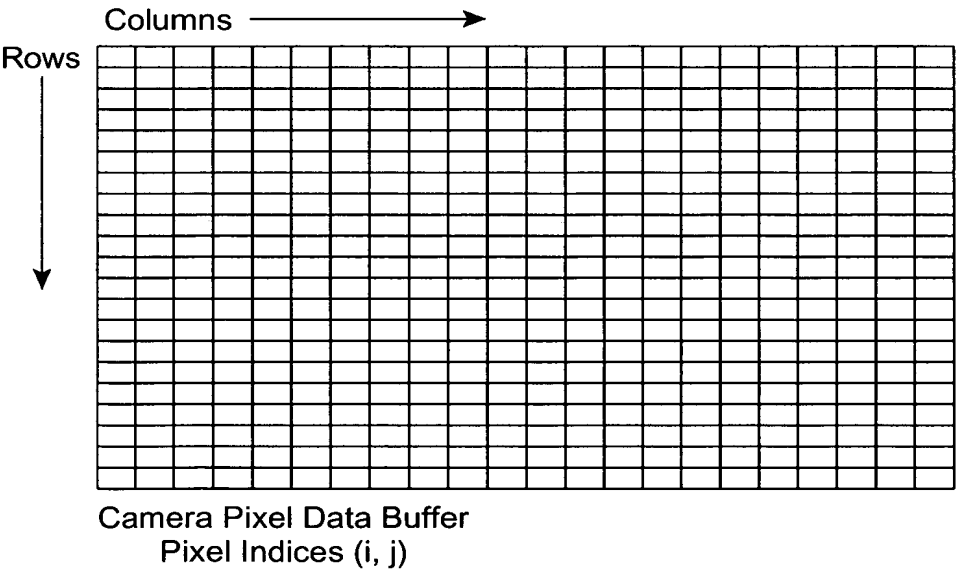 Columns
Rows
Camera Pixel Data Buffer
Pixel Indices (i, j)